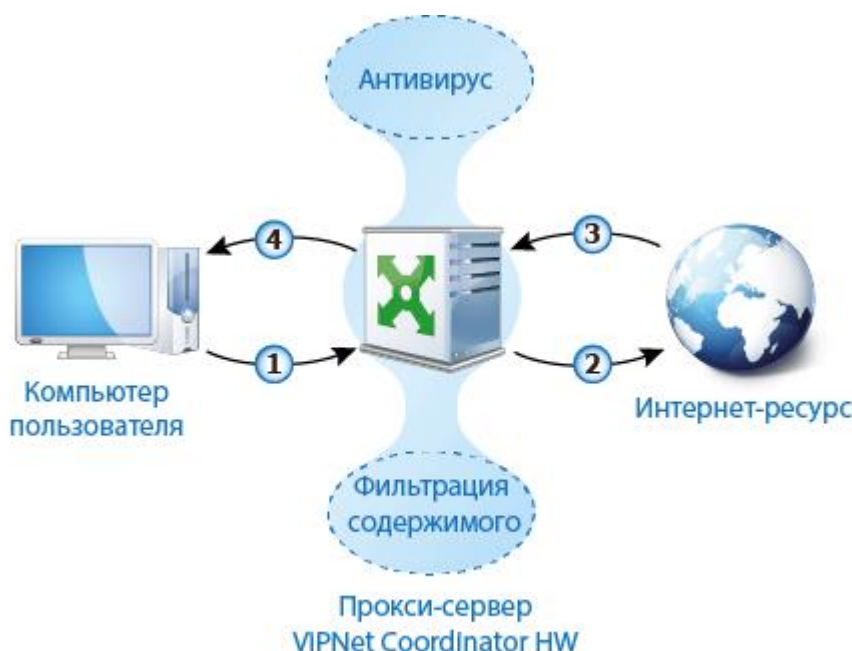 Антивирус
4
3
1
2
Компьютер
пользователя
Интернет-ресурс
Фильтрация
содержимого
Прокси-сервер
ViPNet Coordinator HW